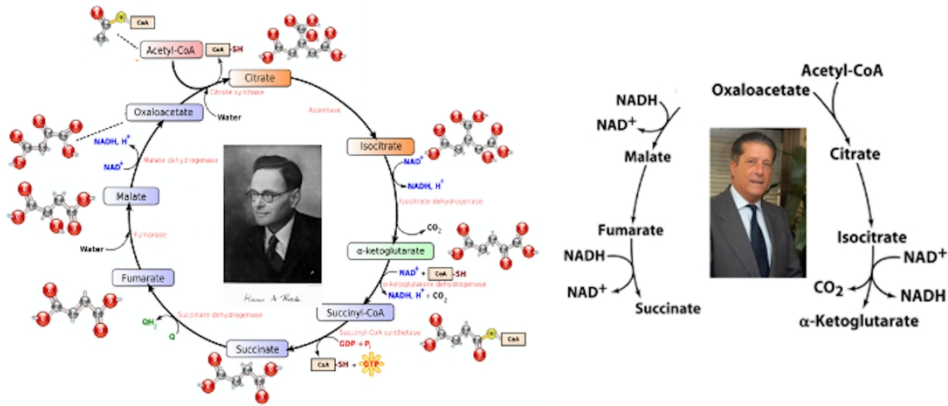 S
CoA
Acetyl-CoA
CoA
-SH
Citrate
Citrate synthase
Aconitase
Oxaloacetate
Water
NADH, H+
NAD+
Malate dehydrogenase
Isocitrate
NAD+
NADH, H+
Isocitrate dehydrogenase
Malate
CO2
Water
Fumarase
α-ketoglutarate
NAD+ + CoA -SH
α-ketoglutarate dehydrogenase
NADH, H+ + CO2
Fumarate
Succinyl-CoA
Succinate dehydrogenase
QH2
Q
Succinyl-CoA synthetase
GDP + Pi
S
CoA
Succinate
CoA -SH + GTP
Acetyl-CoA
Oxaloacetate
NADH
NAD+
Malate
Citrate
Fumarate
Isocitrate
NADH
NAD+
NAD+
CO2
NADH
Succinate
α-Ketoglutarate